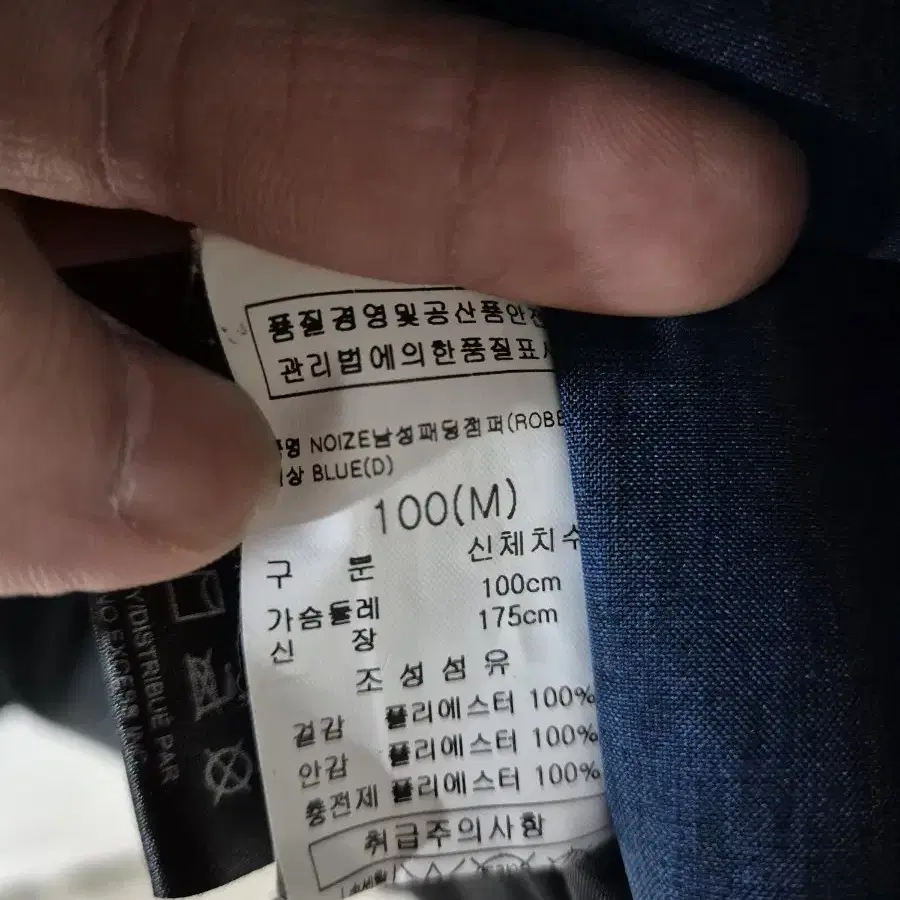 품질경영및공산품안전
관리법에의한품질표시
명 NOIZE남성패딩점퍼(ROBE
상 BLUE(D)
100(M)
구 분 신체치수
가슴둘레 100cm
신 장 175cm
조성섬유
겉감 폴리에스터 100%
안감 폴리에스터 100%
충전제 폴리에스터 100%
취급주의사항
Y/DISTRIBUÉ PAR